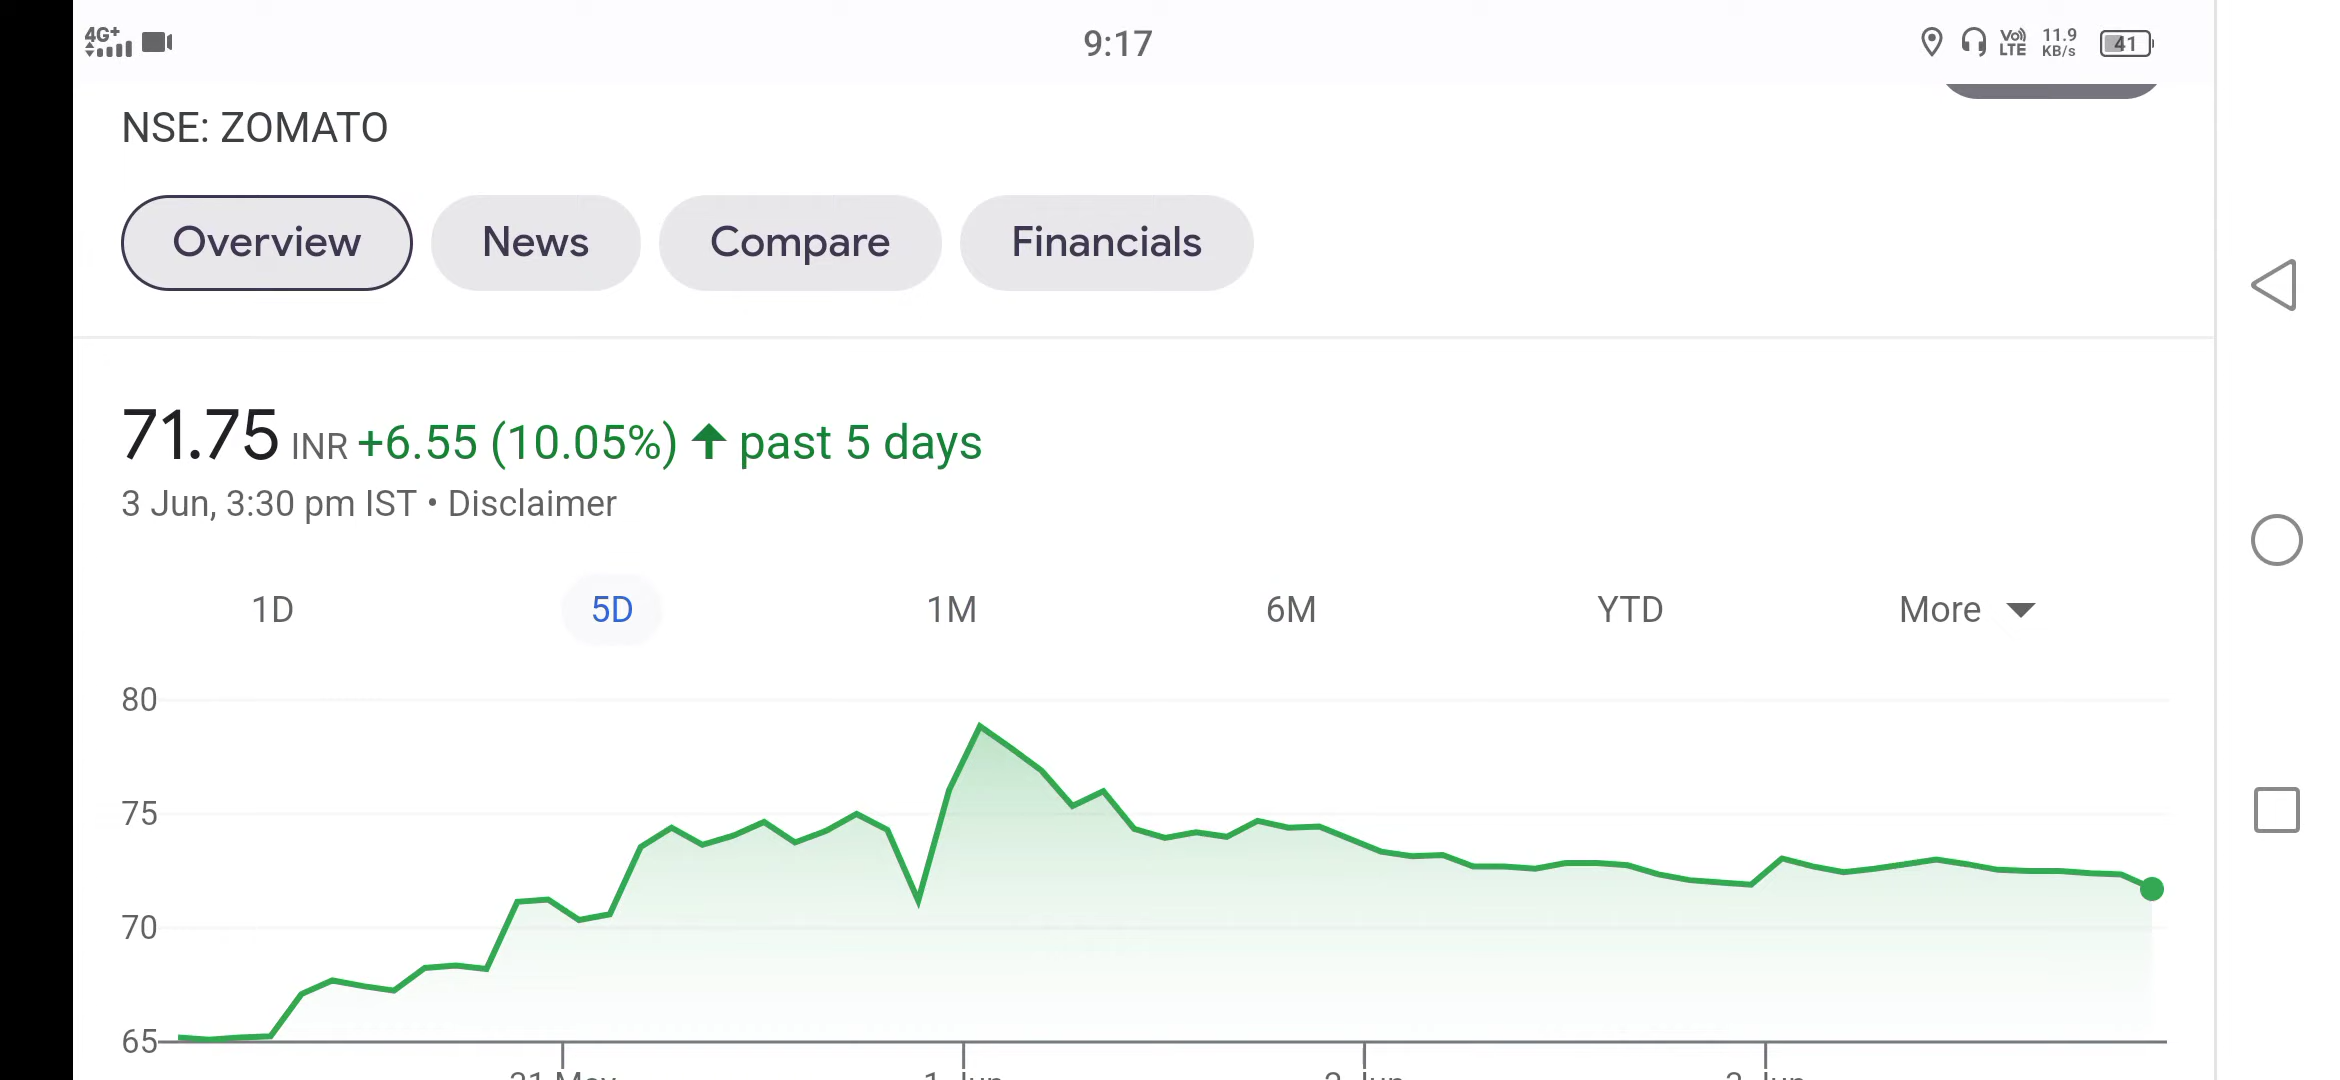 4G+ 9:17 Vo)) LTE 11.9 KB/s 41
NSE: ZOMATO
Overview News Compare Financials
71.75 INR +6.55 (10.05%) ↑ past 5 days
3 Jun, 3:30 pm IST • Disclaimer
1D 5D 1M 6M YTD More
80
75
70
65